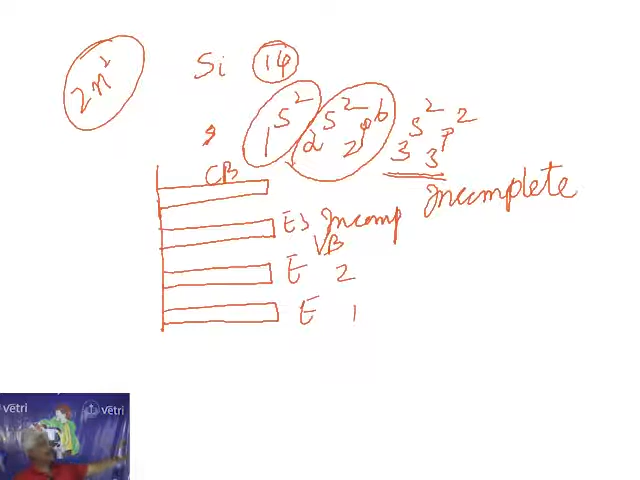 2n² Si 14
1s² 2s² 2p⁶ 3s² 3p²
CB Incomplete
E3 Incomp
VB
E 2
E 1
vetri vetri